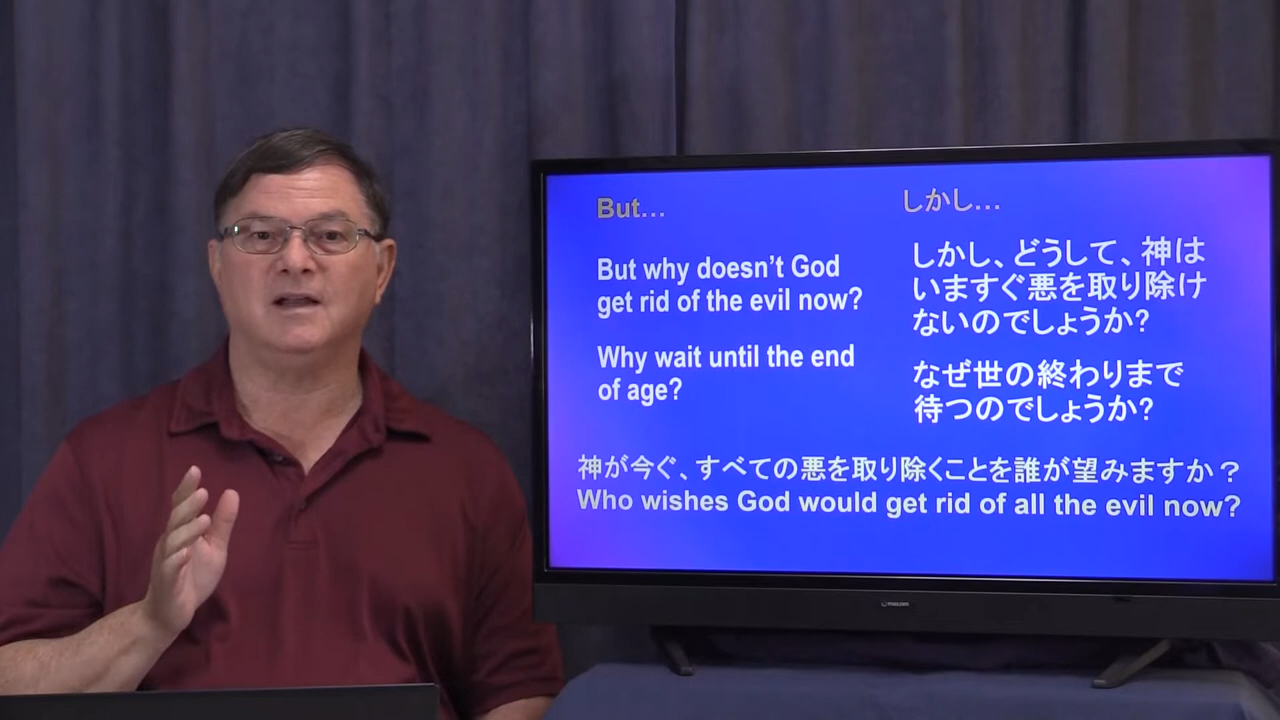 But...
しかし...
But why doesn't God
get rid of the evil now?
Why wait until the end
of age?
しかし、どうして、神は
いますぐ悪を取り除け
ないのでしょうか?
なぜ世の終わりまで
待つのでしょうか?
神が今ぐ、すべての悪を取り除くことを誰が望みますか？
Who wishes God would get rid of all the evil now?